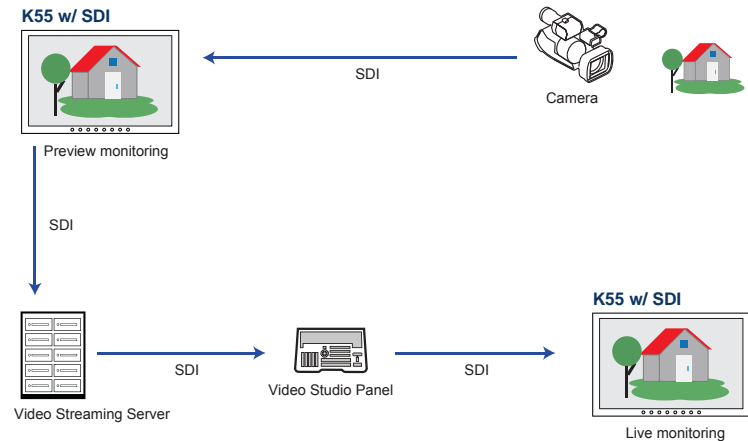 K55 w/ SDI
SDI
Camera
Preview monitoring
SDI
K55 w/ SDI
SDI
Video Studio Panel
SDI
Video Streaming Server
Live monitoring